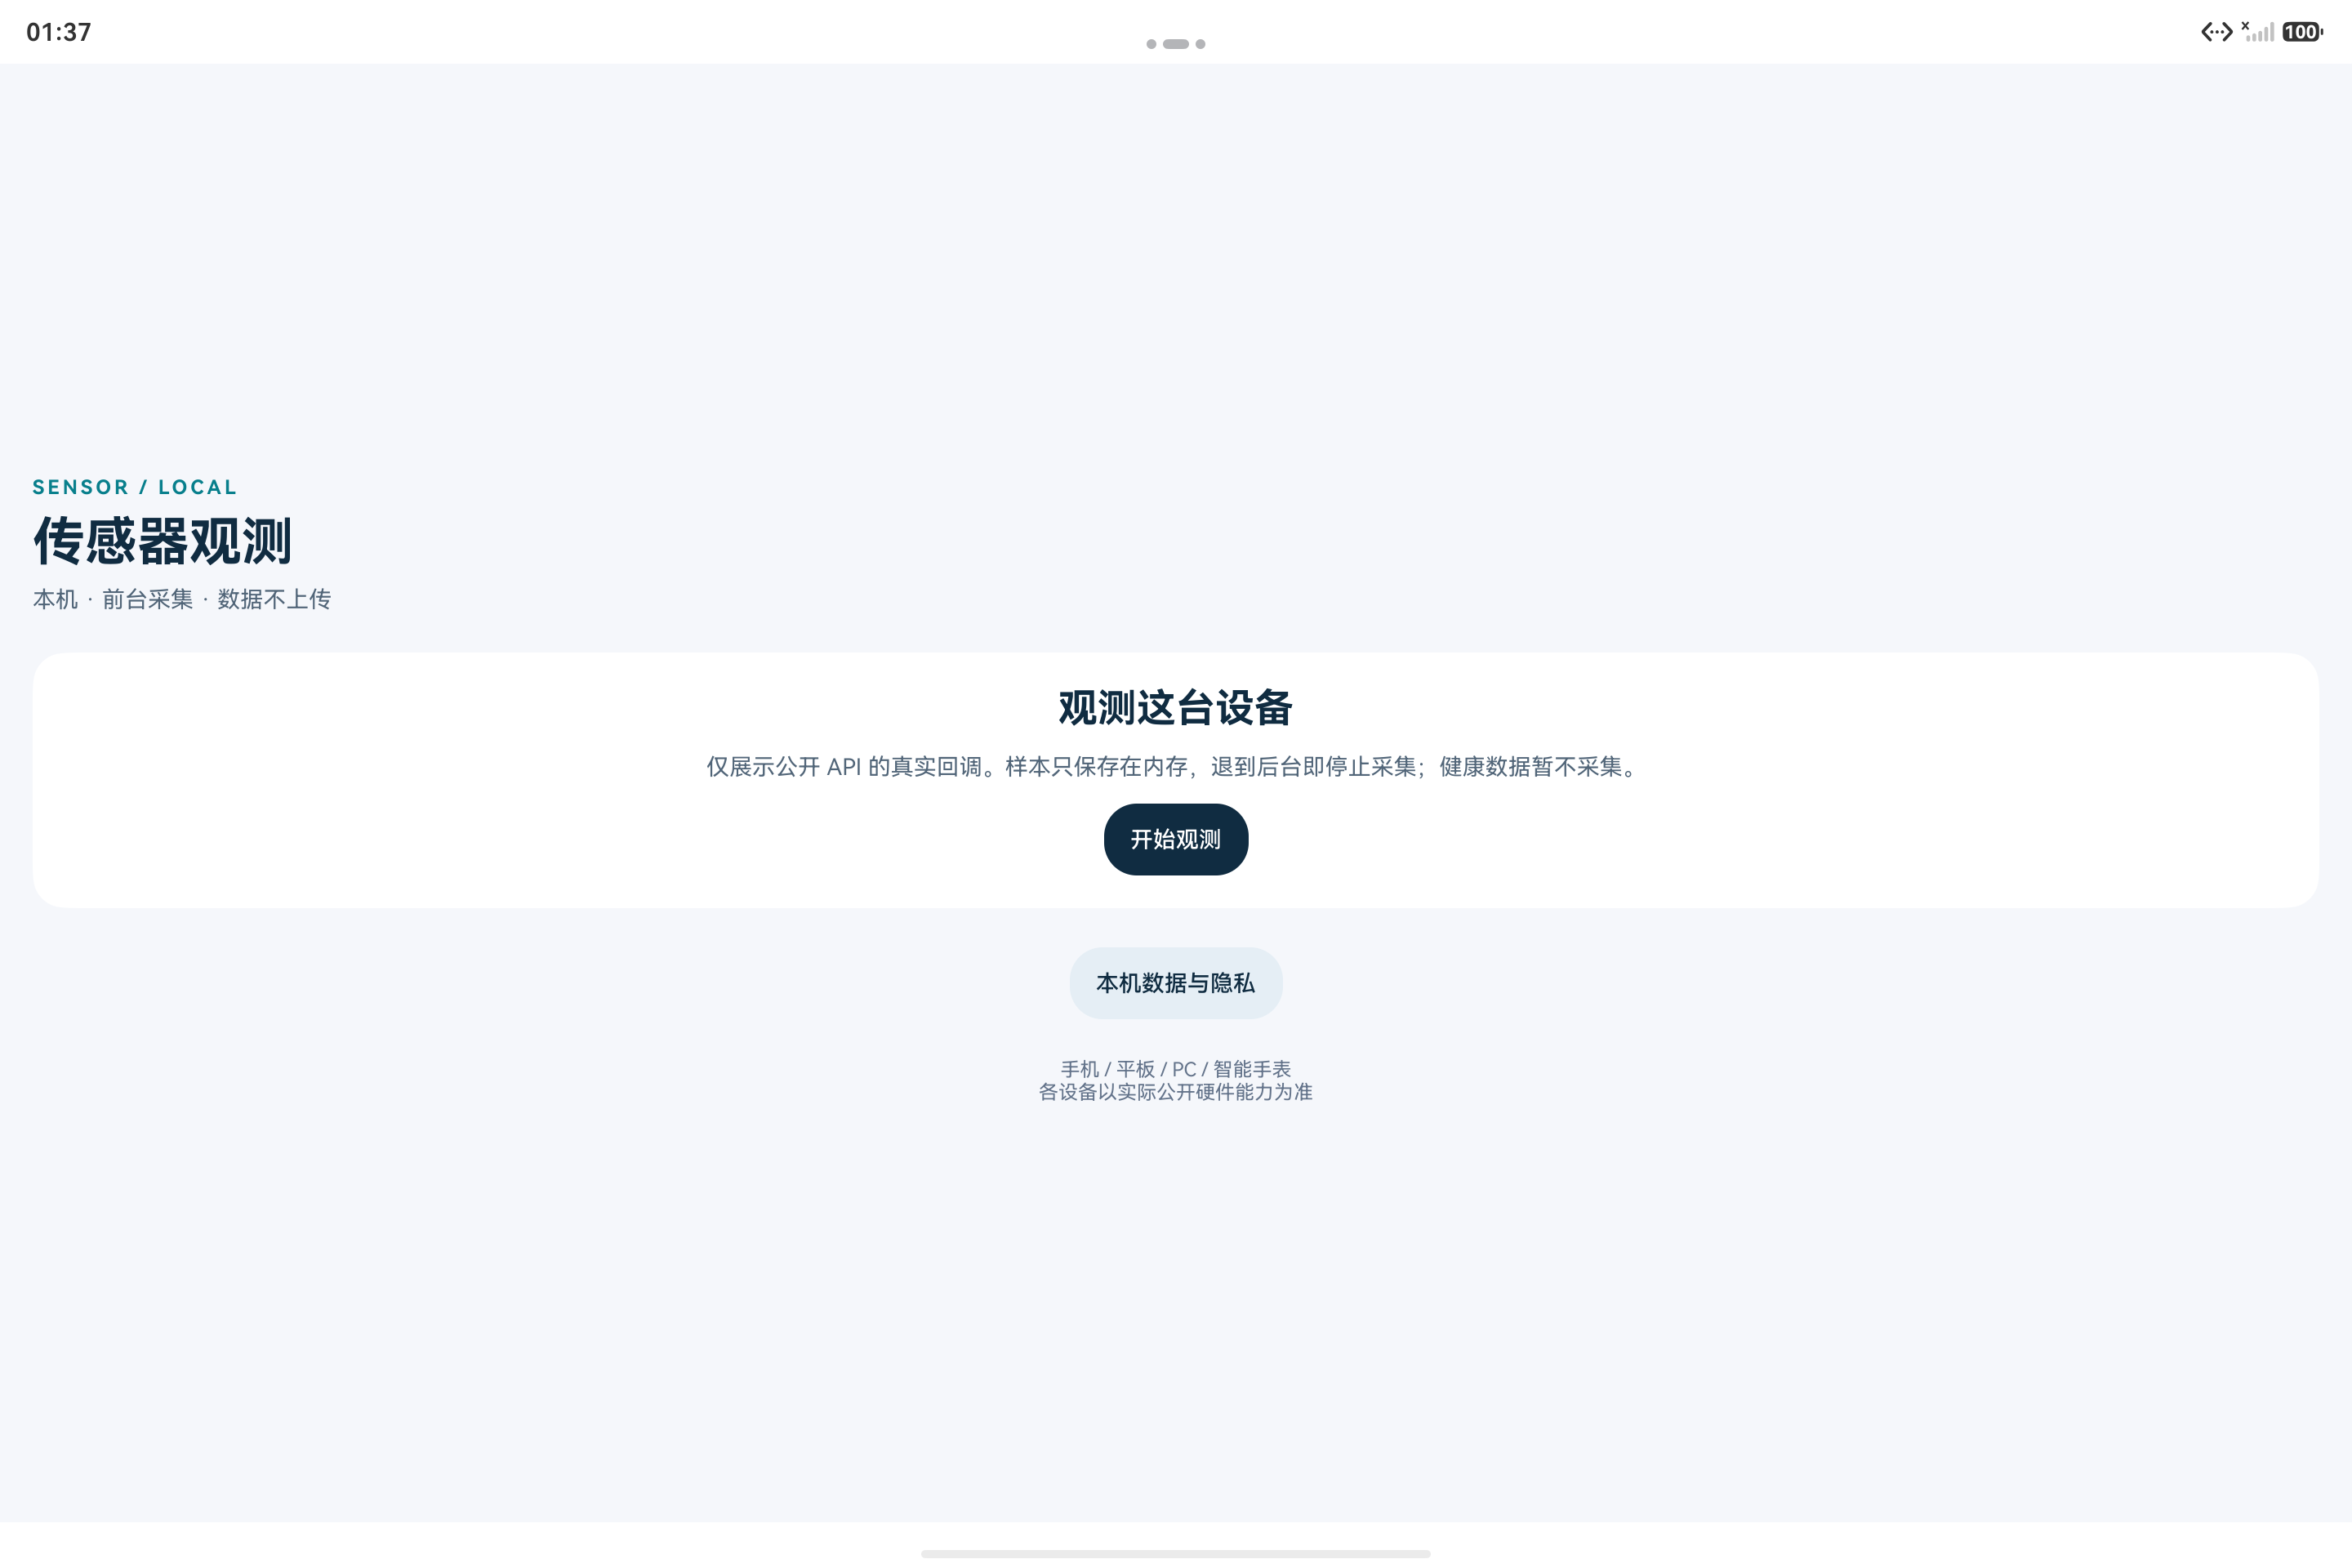 01:37
100
SENSOR / LOCAL
传感器观测
本机 · 前台采集 · 数据不上传
观测这台设备
仅展示公开 API 的真实回调。样本只保存在内存，退到后台即停止采集；健康数据暂不采集。
开始观测
本机数据与隐私
手机 / 平板 / PC / 智能手表
各设备以实际公开硬件能力为准